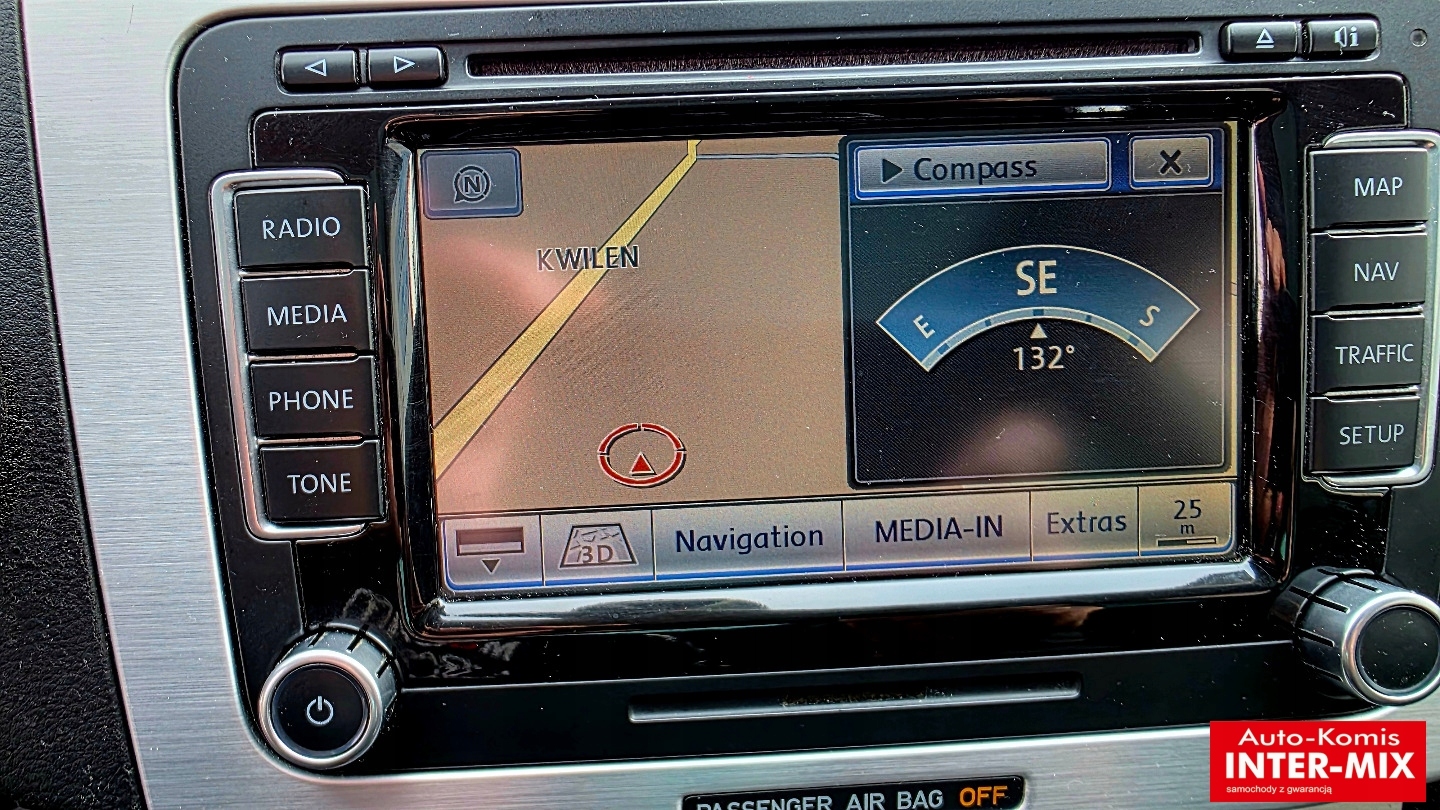 RADIO
MEDIA
PHONE
TONE
N
KWILEN
Compass
X
SE
E
S
132°
3D
Navigation
MEDIA-IN
Extras
25
m
MAP
NAV
TRAFFIC
SETUP
PASSENGER AIR BAG OFF
Auto-Komis
INTER-MIX
samochody z gwarancją